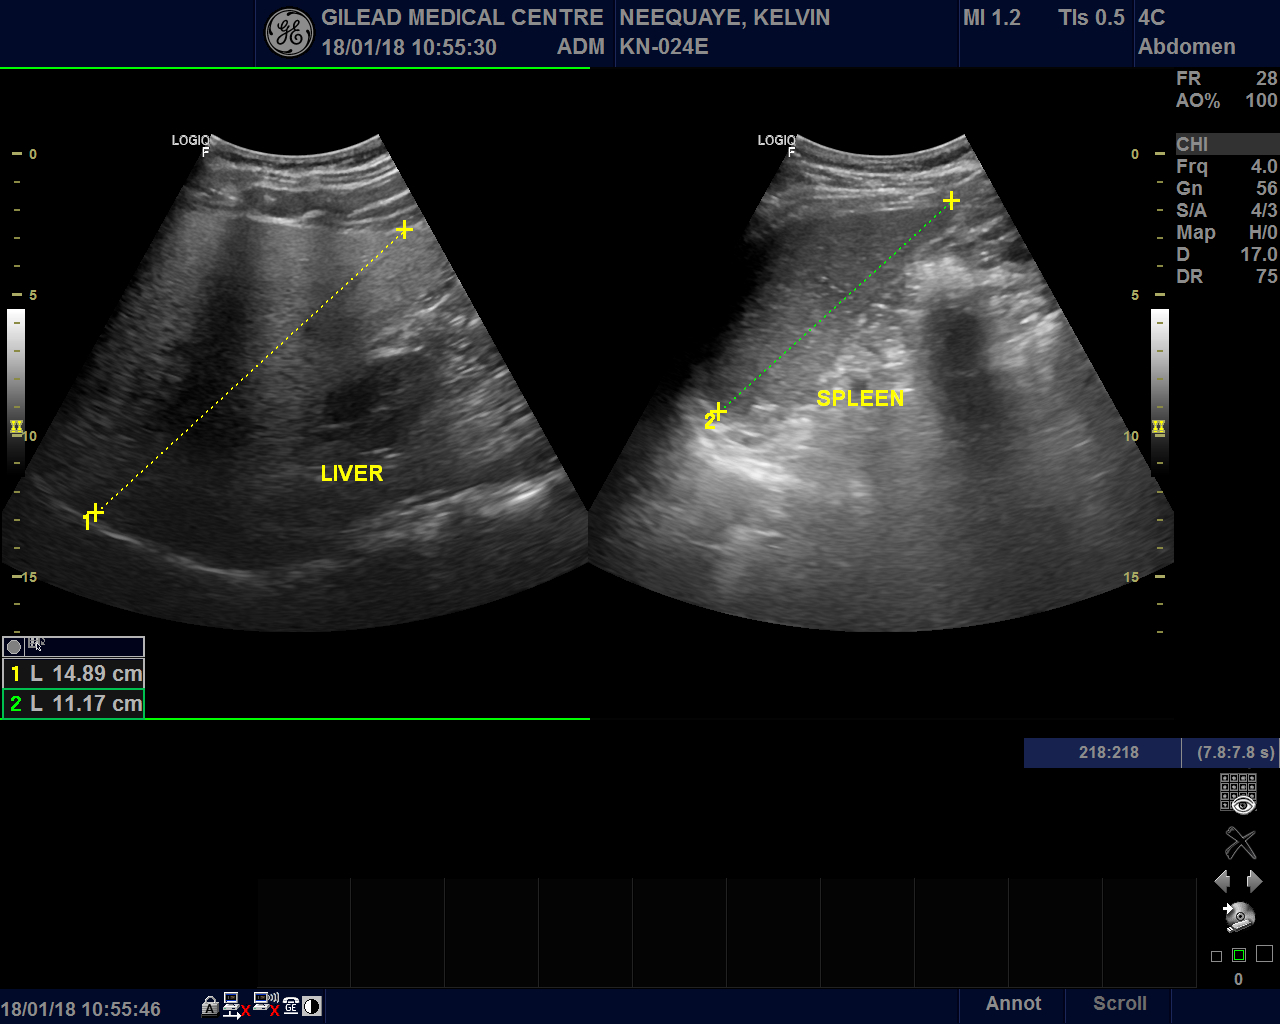 GILEAD MEDICAL CENTRE
18/01/18 10:55:30 ADM
NEEQUAYE, KELVIN
KN-024E
MI 1.2 TIs 0.5
4C
Abdomen
FR 28
AO% 100
CHI
Frq 4.0
Gn 56
S/A 4/3
Map H/0
D 17.0
DR 75
LOGIQ
F
0
5
10
15
1
LIVER
LOGIQ
F
0
5
10
15
2
SPLEEN
1 L 14.89 cm
2 L 11.17 cm
218:218 (7.8:7.8 s)
0
18/01/18 10:55:46
A
GE
Annot
Scroll